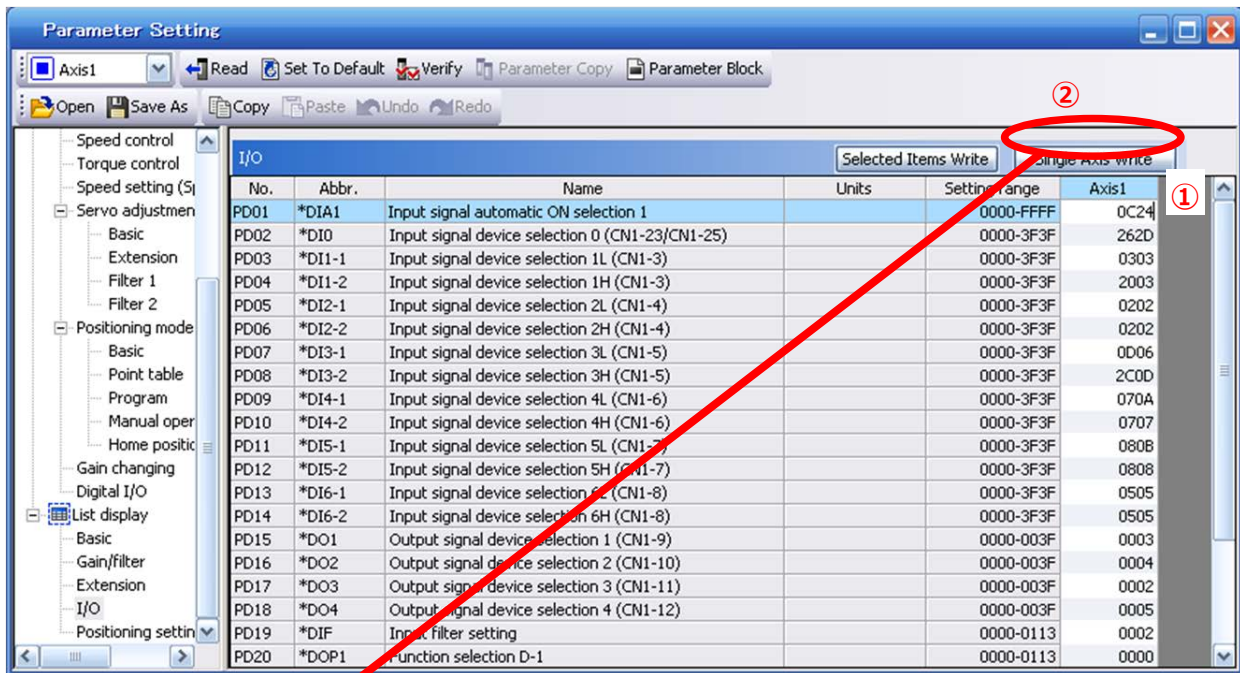 Parameter Setting
Axis1 Read Set To Default Verify Parameter Copy Parameter Block
Open Save As Copy Paste Undo Redo
②
Speed control
Torque control
Speed setting (Sp
Servo adjustmen
Basic
Extension
Filter 1
Filter 2
Positioning mode
Basic
Point table
Program
Manual oper
Home positic
Gain changing
Digital I/O
List display
Basic
Gain/filter
Extension
I/O
Positioning settin
I/O Selected Items Write Single Axis Write
①
No. Abbr. Name Units Setting range Axis1
PD01 *DIA1 Input signal automatic ON selection 1 0000-FFFF 0C24
PD02 *DI0 Input signal device selection 0 (CN1-23/CN1-25) 0000-3F3F 262D
PD03 *DI1-1 Input signal device selection 1L (CN1-3) 0000-3F3F 0303
PD04 *DI1-2 Input signal device selection 1H (CN1-3) 0000-3F3F 2003
PD05 *DI2-1 Input signal device selection 2L (CN1-4) 0000-3F3F 0202
PD06 *DI2-2 Input signal device selection 2H (CN1-4) 0000-3F3F 0202
PD07 *DI3-1 Input signal device selection 3L (CN1-5) 0000-3F3F 0D06
PD08 *DI3-2 Input signal device selection 3H (CN1-5) 0000-3F3F 2C0D
PD09 *DI4-1 Input signal device selection 4L (CN1-6) 0000-3F3F 070A
PD10 *DI4-2 Input signal device selection 4H (CN1-6) 0000-3F3F 0707
PD11 *DI5-1 Input signal device selection 5L (CN1-7) 0000-3F3F 080B
PD12 *DI5-2 Input signal device selection 5H (CN1-7) 0000-3F3F 0808
PD13 *DI6-1 Input signal device selection 6L (CN1-8) 0000-3F3F 0505
PD14 *DI6-2 Input signal device selection 6H (CN1-8) 0000-3F3F 0505
PD15 *DO1 Output signal device selection 1 (CN1-9) 0000-003F 0003
PD16 *DO2 Output signal device selection 2 (CN1-10) 0000-003F 0004
PD17 *DO3 Output signal device selection 3 (CN1-11) 0000-003F 0002
PD18 *DO4 Output signal device selection 4 (CN1-12) 0000-003F 0005
PD19 *DIF Input filter setting 0000-0113 0002
PD20 *DOP1 Function selection D-1 0000-0113 0000